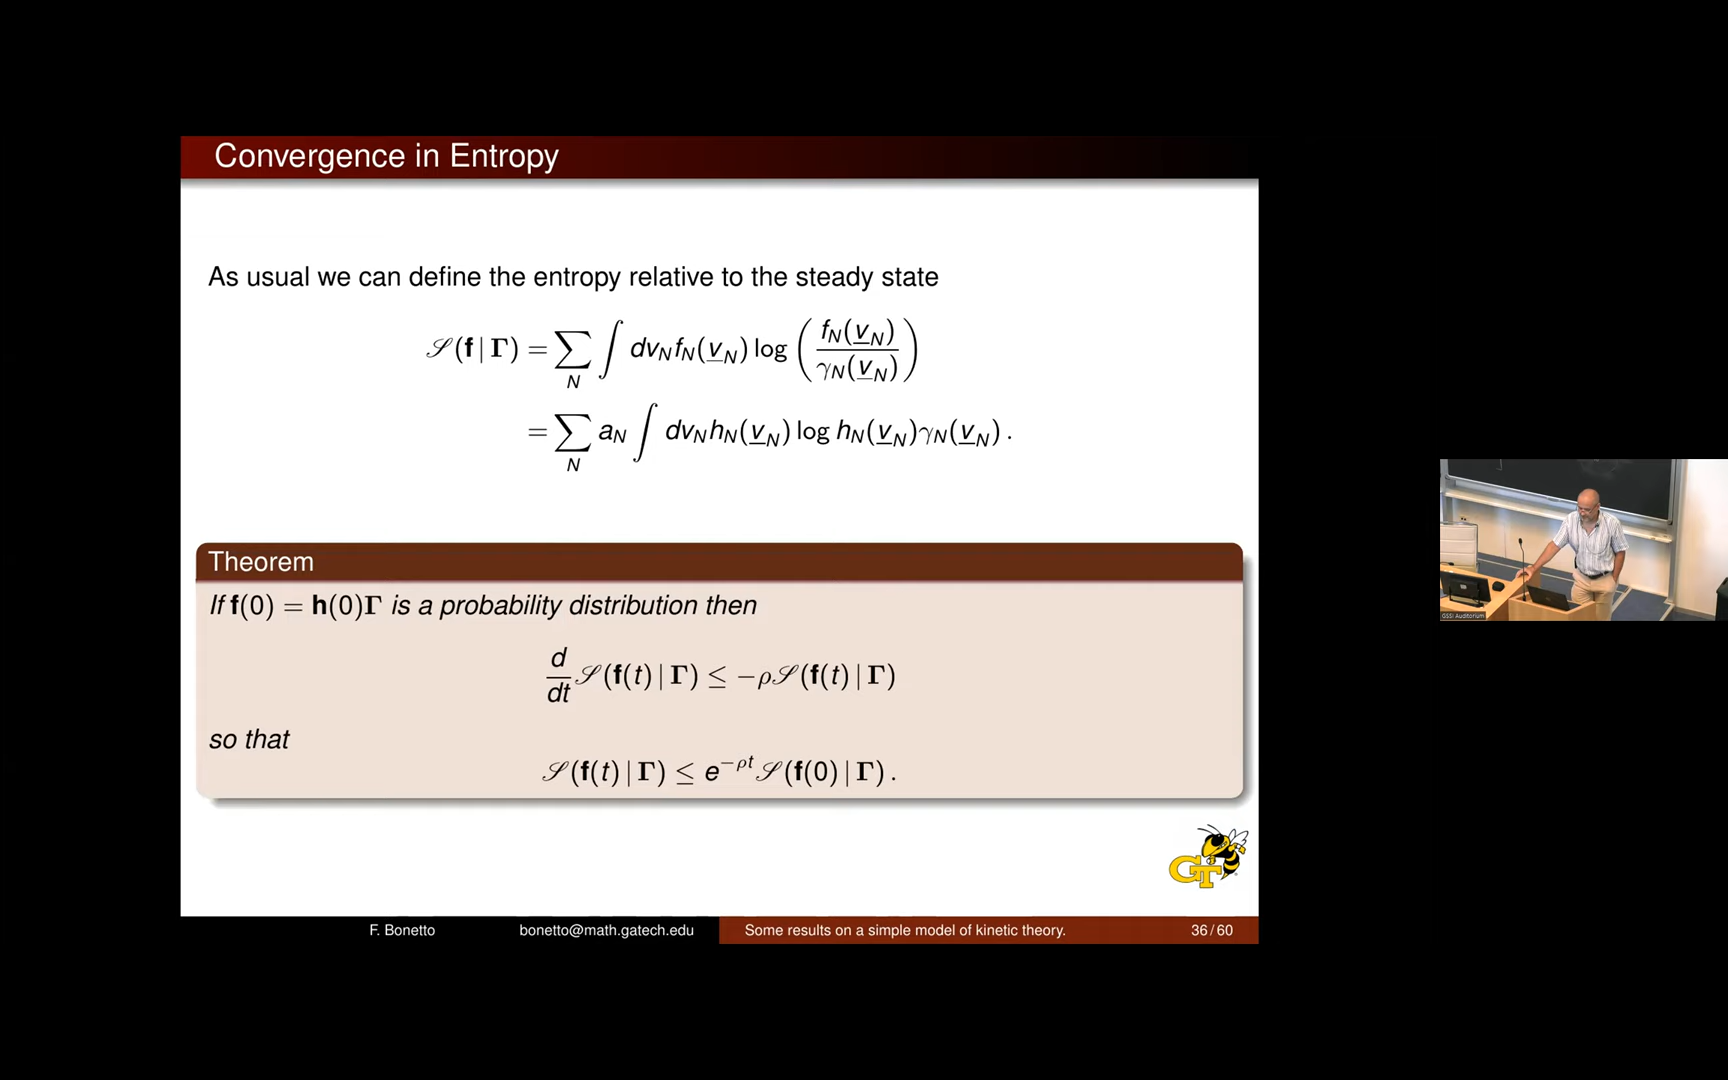 Convergence in Entropy
As usual we can define the entropy relative to the steady state
𝒮(f | Γ) = ∑_N ∫ dv_N f_N(v_N) log ( f_N(v_N) / γ_N(v_N) )
= ∑_N a_N ∫ dv_N h_N(v_N) log h_N(v_N) γ_N(v_N) .
Theorem
If f(0) = h(0)Γ is a probability distribution then
d/dt 𝒮(f(t) | Γ) ≤ −ρ𝒮(f(t) | Γ)
so that
𝒮(f(t) | Γ) ≤ e^{−ρt} 𝒮(f(0) | Γ) .
GT
F. Bonetto bonetto@math.gatech.edu Some results on a simple model of kinetic theory. 36 / 60
GSSI Auditorium